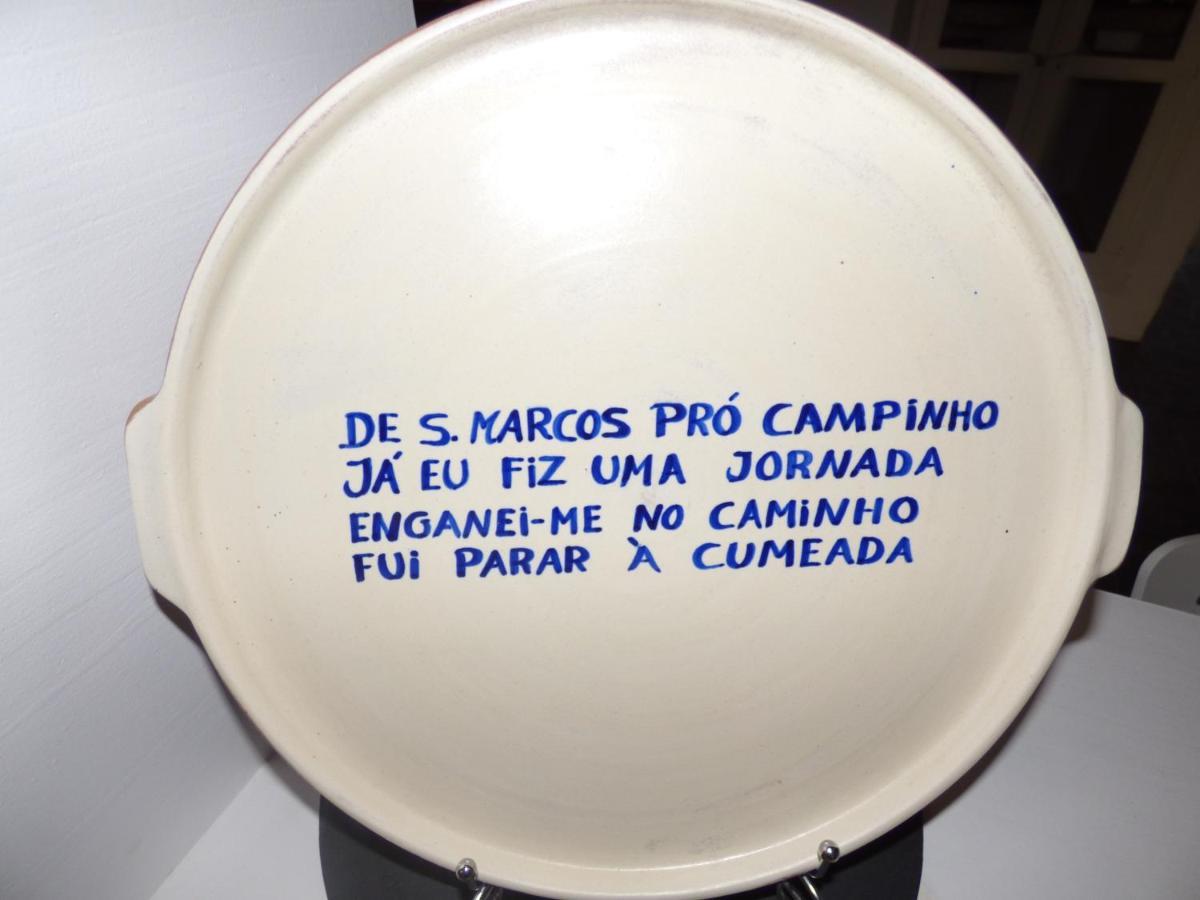 DE S. MARCOS PRÓ CAMPiNHO
JÁ EU FiZ UMA JORNADA
ENGANEi-ME NO CAMiNHO
FUi PARAR À CUMEADA